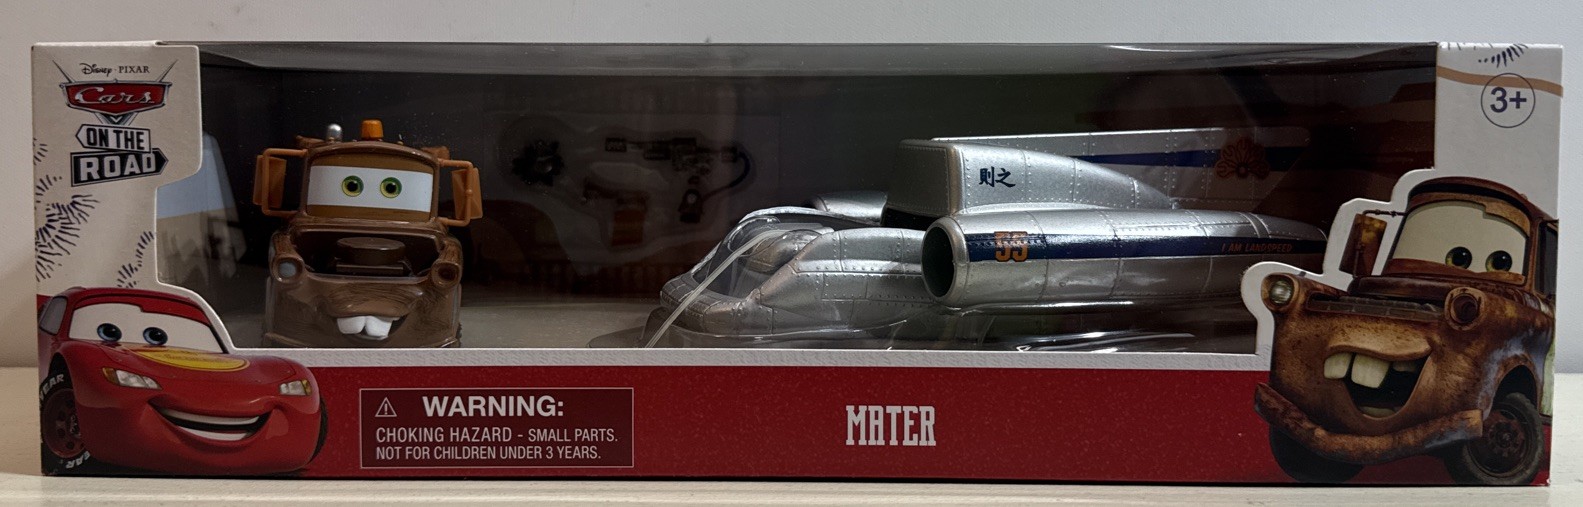 Disney · PIXAR
Cars
ON THE
ROAD
3+
則之
55
I AM LANDSPEED
⚠ WARNING:
CHOKING HAZARD - SMALL PARTS.
NOT FOR CHILDREN UNDER 3 YEARS.
MATER